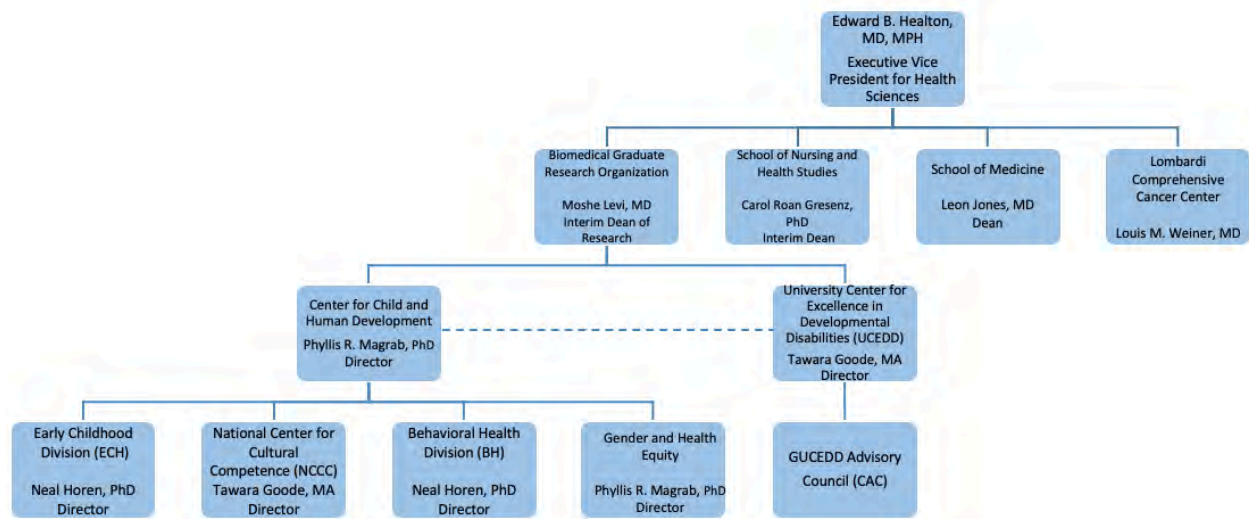 Edward B. Healton,
MD, MPH
Executive Vice
President for Health
Sciences
Biomedical Graduate
Research Organization
Moshe Levi, MD
Interim Dean of
Research
School of Nursing and
Health Studies
Carol Roan Gresenz,
PhD
Interim Dean
School of Medicine
Leon Jones, MD
Dean
Lombardi
Comprehensive
Cancer Center
Louis M. Weiner, MD
Center for Child and
Human Development
Phyllis R. Magrab, PhD
Director
University Center for
Excellence in
Developmental
Disabilities (UCEDD)
Tawara Goode, MA
Director
Early Childhood
Division (ECH)
Neal Horen, PhD
Director
National Center for
Cultural
Competence (NCCC)
Tawara Goode, MA
Director
Behavioral Health
Division (BH)
Neal Horen, PhD
Director
Gender and Health
Equity
Phyllis R. Magrab, PhD
Director
GUCEDD Advisory
Council (CAC)